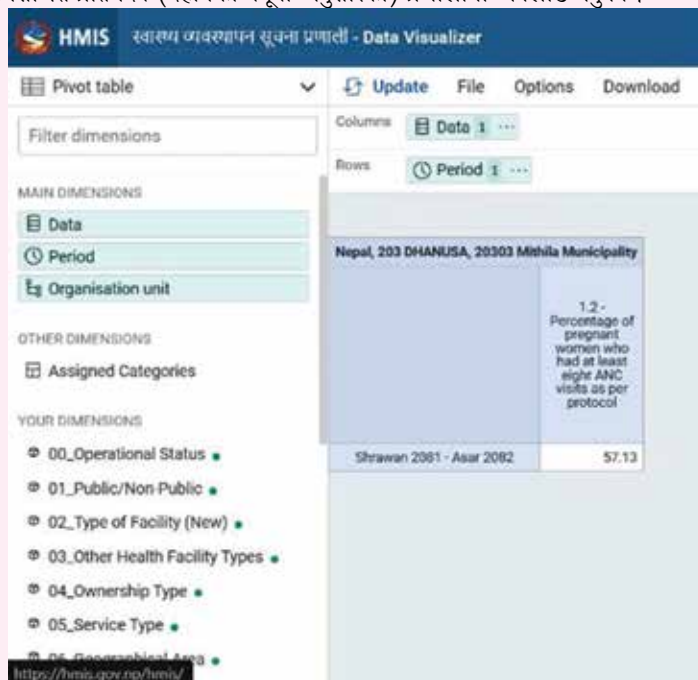 HMIS स्वास्थ्य व्यवस्थापन सूचना प्रणाली - Data Visualizer
Pivot table
Update File Options Download
Filter dimensions
Columns Data 1 ...
Rows Period 1 ...
MAIN DIMENSIONS
Data
Period
Organisation unit
OTHER DIMENSIONS
Assigned Categories
YOUR DIMENSIONS
00_Operational Status
01_Public/Non Public
02_Type of Facility (New)
03_Other Health Facility Types
04_Ownership Type
05_Service Type
06_Geographical Area
https://hmis.gov.np/hmis/
Nepal, 203 DHANUSA, 20303 Mithila Municipality
1.2 -
Percentage of
pregnant
women who
had at least
eight ANC
visits as per
protocol
Shrawan 2081 - Asar 2082 57.13